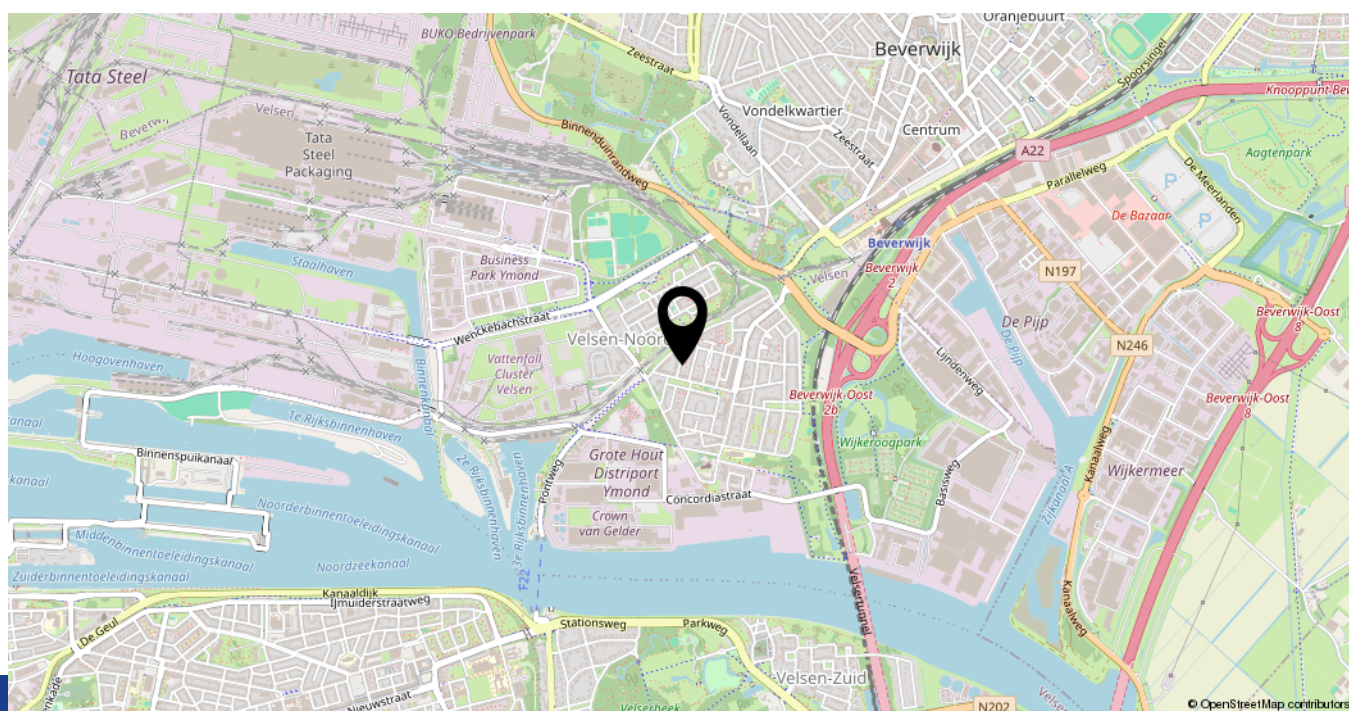 Oranjebuurt
BUKO Bedrijvenpark
Zeestraat
Beverwijk
Spoorsingel
Tata Steel
Velsen
Knooppunt Bev
Vondelkwartier
Vondellaan
Zeestraat
Centrum
Binnenduinrandweg
Tata
Steel
Packaging
A22
Aagtenpark
Parallelweg
De Meerlanden
P
De Bazaar
P
Beverwijk
Staalhaven
Business
Park Ymond
Velsen
Beverwijk
2
N197
De Pijp
Beverwijk-Oost
8
Wenckebachstraat
Velsen-Noord
De Pijp
N246
Hoogovenhaven
Binnenkanaal
Vattenfall
Cluster
Velsen
Lijndenweg
Beverwijk-Oost
2b
Beverwijk-Oost
8
1e Rijksbinnenhaven
Wijkeroogpark
Kanaalweg
Binnenspuikanaal
2e Rijksbinnenhaven
Grote Hout
Distriport
Ymond
Basisweg
Wijkermeer
Pontweg
Concordiastraat
Noorderbinnentoeleidingskanaal
3e Rijksbinnenhaven
Crown
van Gelder
Zijkanaal A
Middenbinnentoeleidingskanaal
Noordzeekanaal
Zuiderbinnentoeleidingskanaal
F22
Velsertunnel
Kanaaldijk
IJmuiderstraatweg
Kanaalweg
De Geul
Stationsweg
Parkweg
Velsen-Zuid
Nieuwstraat
Velserbeek
N202
© OpenStreetMap contributors